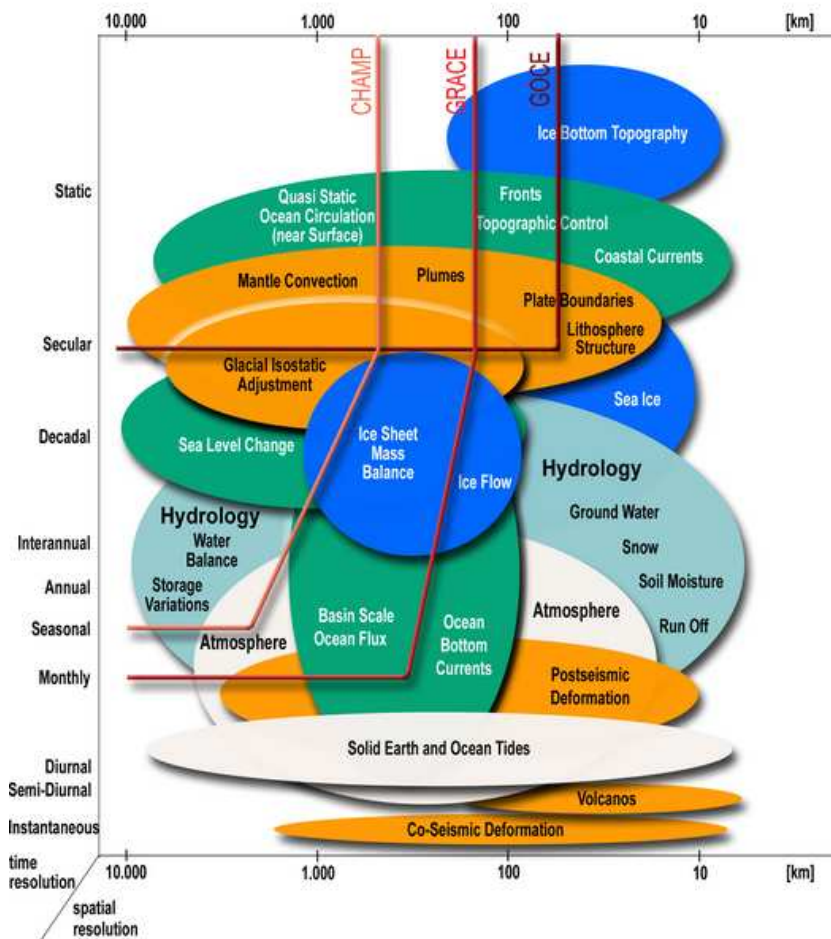 10.000 1.000 100 10 [km]
CHAMP
GRACE
GOCE
Ice Bottom Topography
Static
Quasi Static
Ocean Circulation
(near Surface)
Fronts
Topographic Control
Coastal Currents
Mantle Convection
Plumes
Plate Boundaries
Lithosphere
Structure
Secular
Glacial Isostatic
Adjustment
Sea Ice
Decadal
Sea Level Change
Ice Sheet
Mass
Balance
Ice Flow
Hydrology
Ground Water
Snow
Soil Moisture
Run Off
Hydrology
Water
Balance
Storage
Variations
Interannual
Annual
Seasonal
Atmosphere
Basin Scale
Ocean Flux
Ocean
Bottom
Currents
Atmosphere
Monthly
Postseismic
Deformation
Solid Earth and Ocean Tides
Diurnal
Semi-Diurnal
Volcanos
Instantaneous
Co-Seismic Deformation
time
resolution
10.000 1.000 100 10 [km]
spatial
resolution